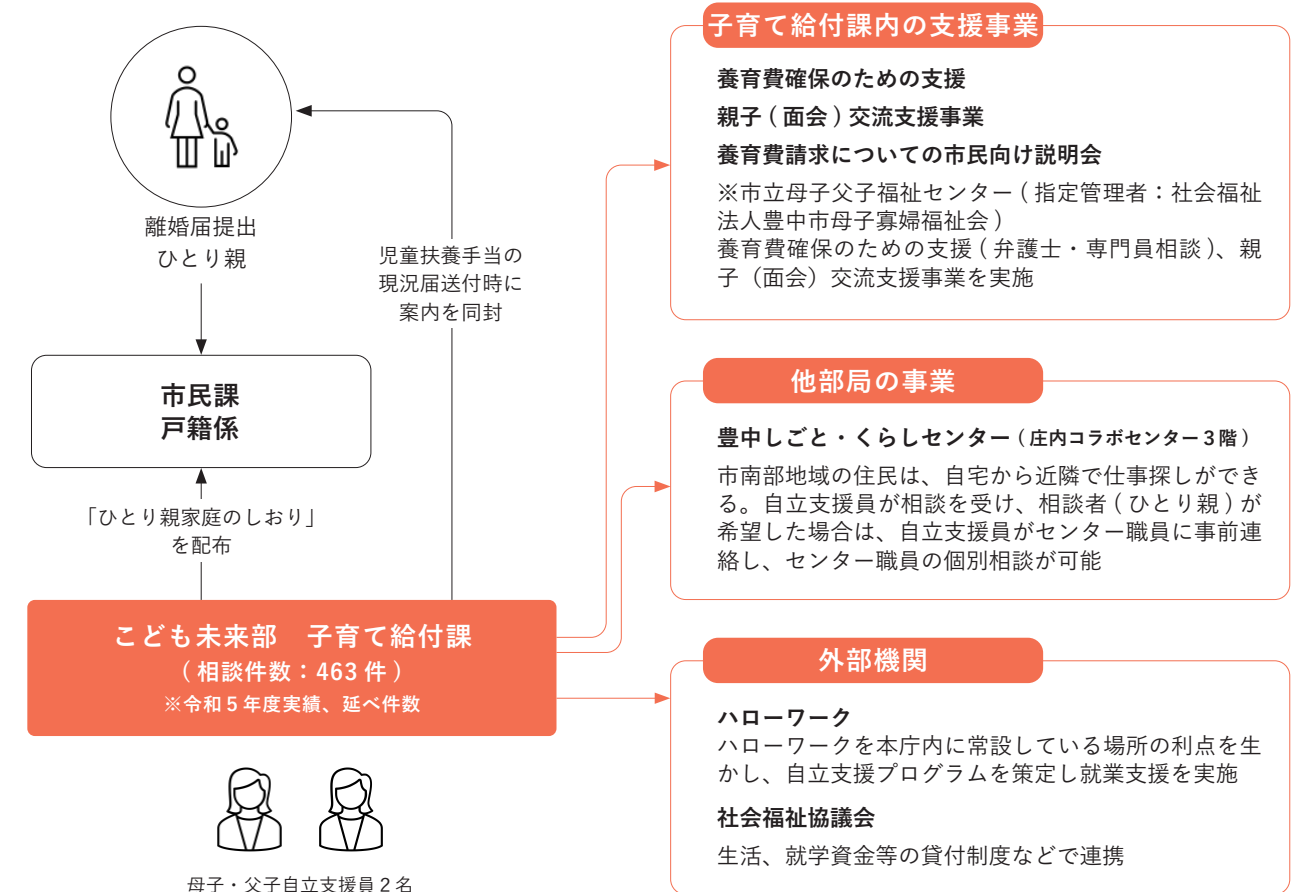 離婚届提出
ひとり親
児童扶養手当の
現況届送付時に
案内を同封
市民課
戸籍係
「ひとり親家庭のしおり」
を配布
こども未来部　子育て給付課
(相談件数：463 件)
※令和 5 年度実績、延べ件数
母子・父子自立支援員 2 名
子育て給付課内の支援事業
養育費確保のための支援
親子 ( 面会 ) 交流支援事業
養育費請求についての市民向け説明会
※市立母子父子福祉センター ( 指定管理者：社会福祉
法人豊中市母子寡婦福祉会 )
養育費確保のための支援 ( 弁護士・専門員相談 )、親
子（面会）交流支援事業を実施
他部局の事業
豊中しごと・くらしセンター ( 庄内コラボセンター 3 階 )
市南部地域の住民は、自宅から近隣で仕事探しができ
る。自立支援員が相談を受け、相談者 ( ひとり親 ) が
希望した場合は、自立支援員がセンター職員に事前連
絡し、センター職員の個別相談が可能
外部機関
ハローワーク
ハローワークを本庁内に常設している場所の利点を生
かし、自立支援プログラムを策定し就業支援を実施
社会福祉協議会
生活、就学資金等の貸付制度などで連携